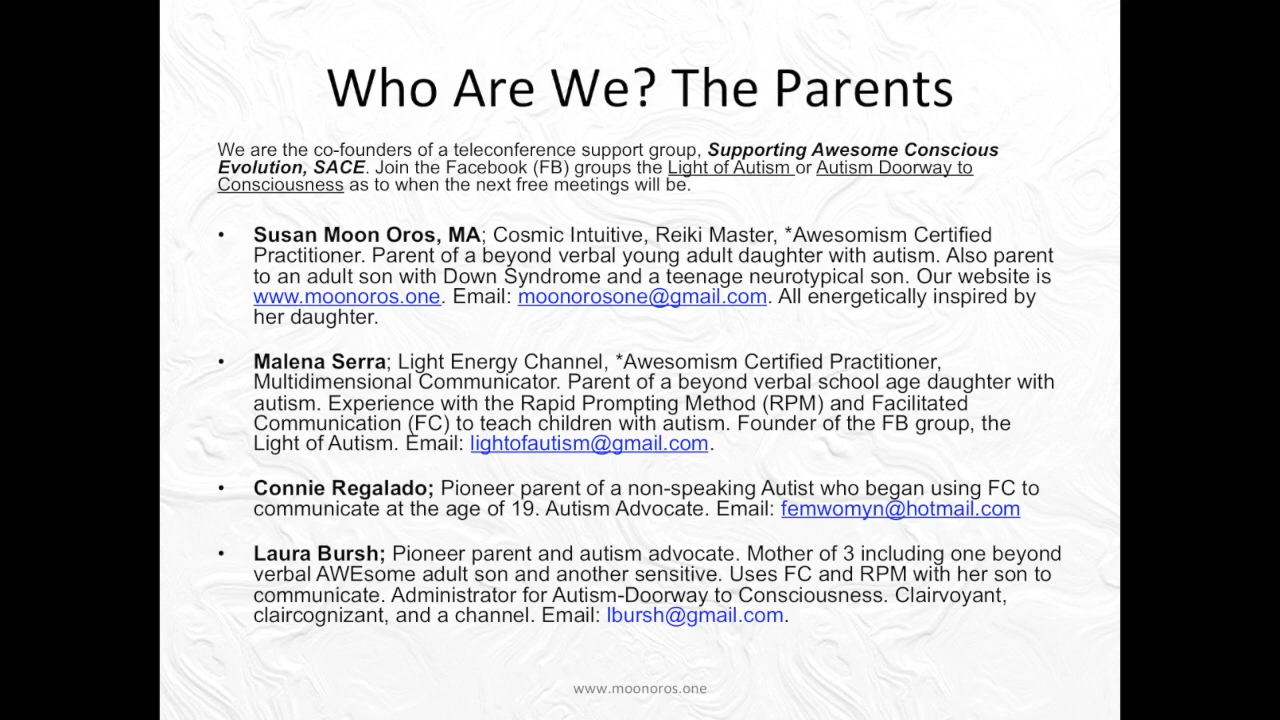 Who Are We? The Parents
We are the co-founders of a teleconference support group, Supporting Awesome Conscious
Evolution, SACE. Join the Facebook (FB) groups the Light of Autism or Autism Doorway to
Consciousness as to when the next free meetings will be.
• Susan Moon Oros, MA; Cosmic Intuitive, Reiki Master, *Awesomism Certified
Practitioner. Parent of a beyond verbal young adult daughter with autism. Also parent
to an adult son with Down Syndrome and a teenage neurotypical son. Our website is
www.moonoros.one. Email: moonorosone@gmail.com. All energetically inspired by
her daughter.
• Malena Serra; Light Energy Channel, *Awesomism Certified Practitioner,
Multidimensional Communicator. Parent of a beyond verbal school age daughter with
autism. Experience with the Rapid Prompting Method (RPM) and Facilitated
Communication (FC) to teach children with autism. Founder of the FB group, the
Light of Autism. Email: lightofautism@gmail.com.
• Connie Regalado; Pioneer parent of a non-speaking Autist who began using FC to
communicate at the age of 19. Autism Advocate. Email: femwomyn@hotmail.com
• Laura Bursh; Pioneer parent and autism advocate. Mother of 3 including one beyond
verbal AWEsome adult son and another sensitive. Uses FC and RPM with her son to
communicate. Administrator for Autism-Doorway to Consciousness. Clairvoyant,
claircognizant, and a channel. Email: lbursh@gmail.com.
www.moonoros.one